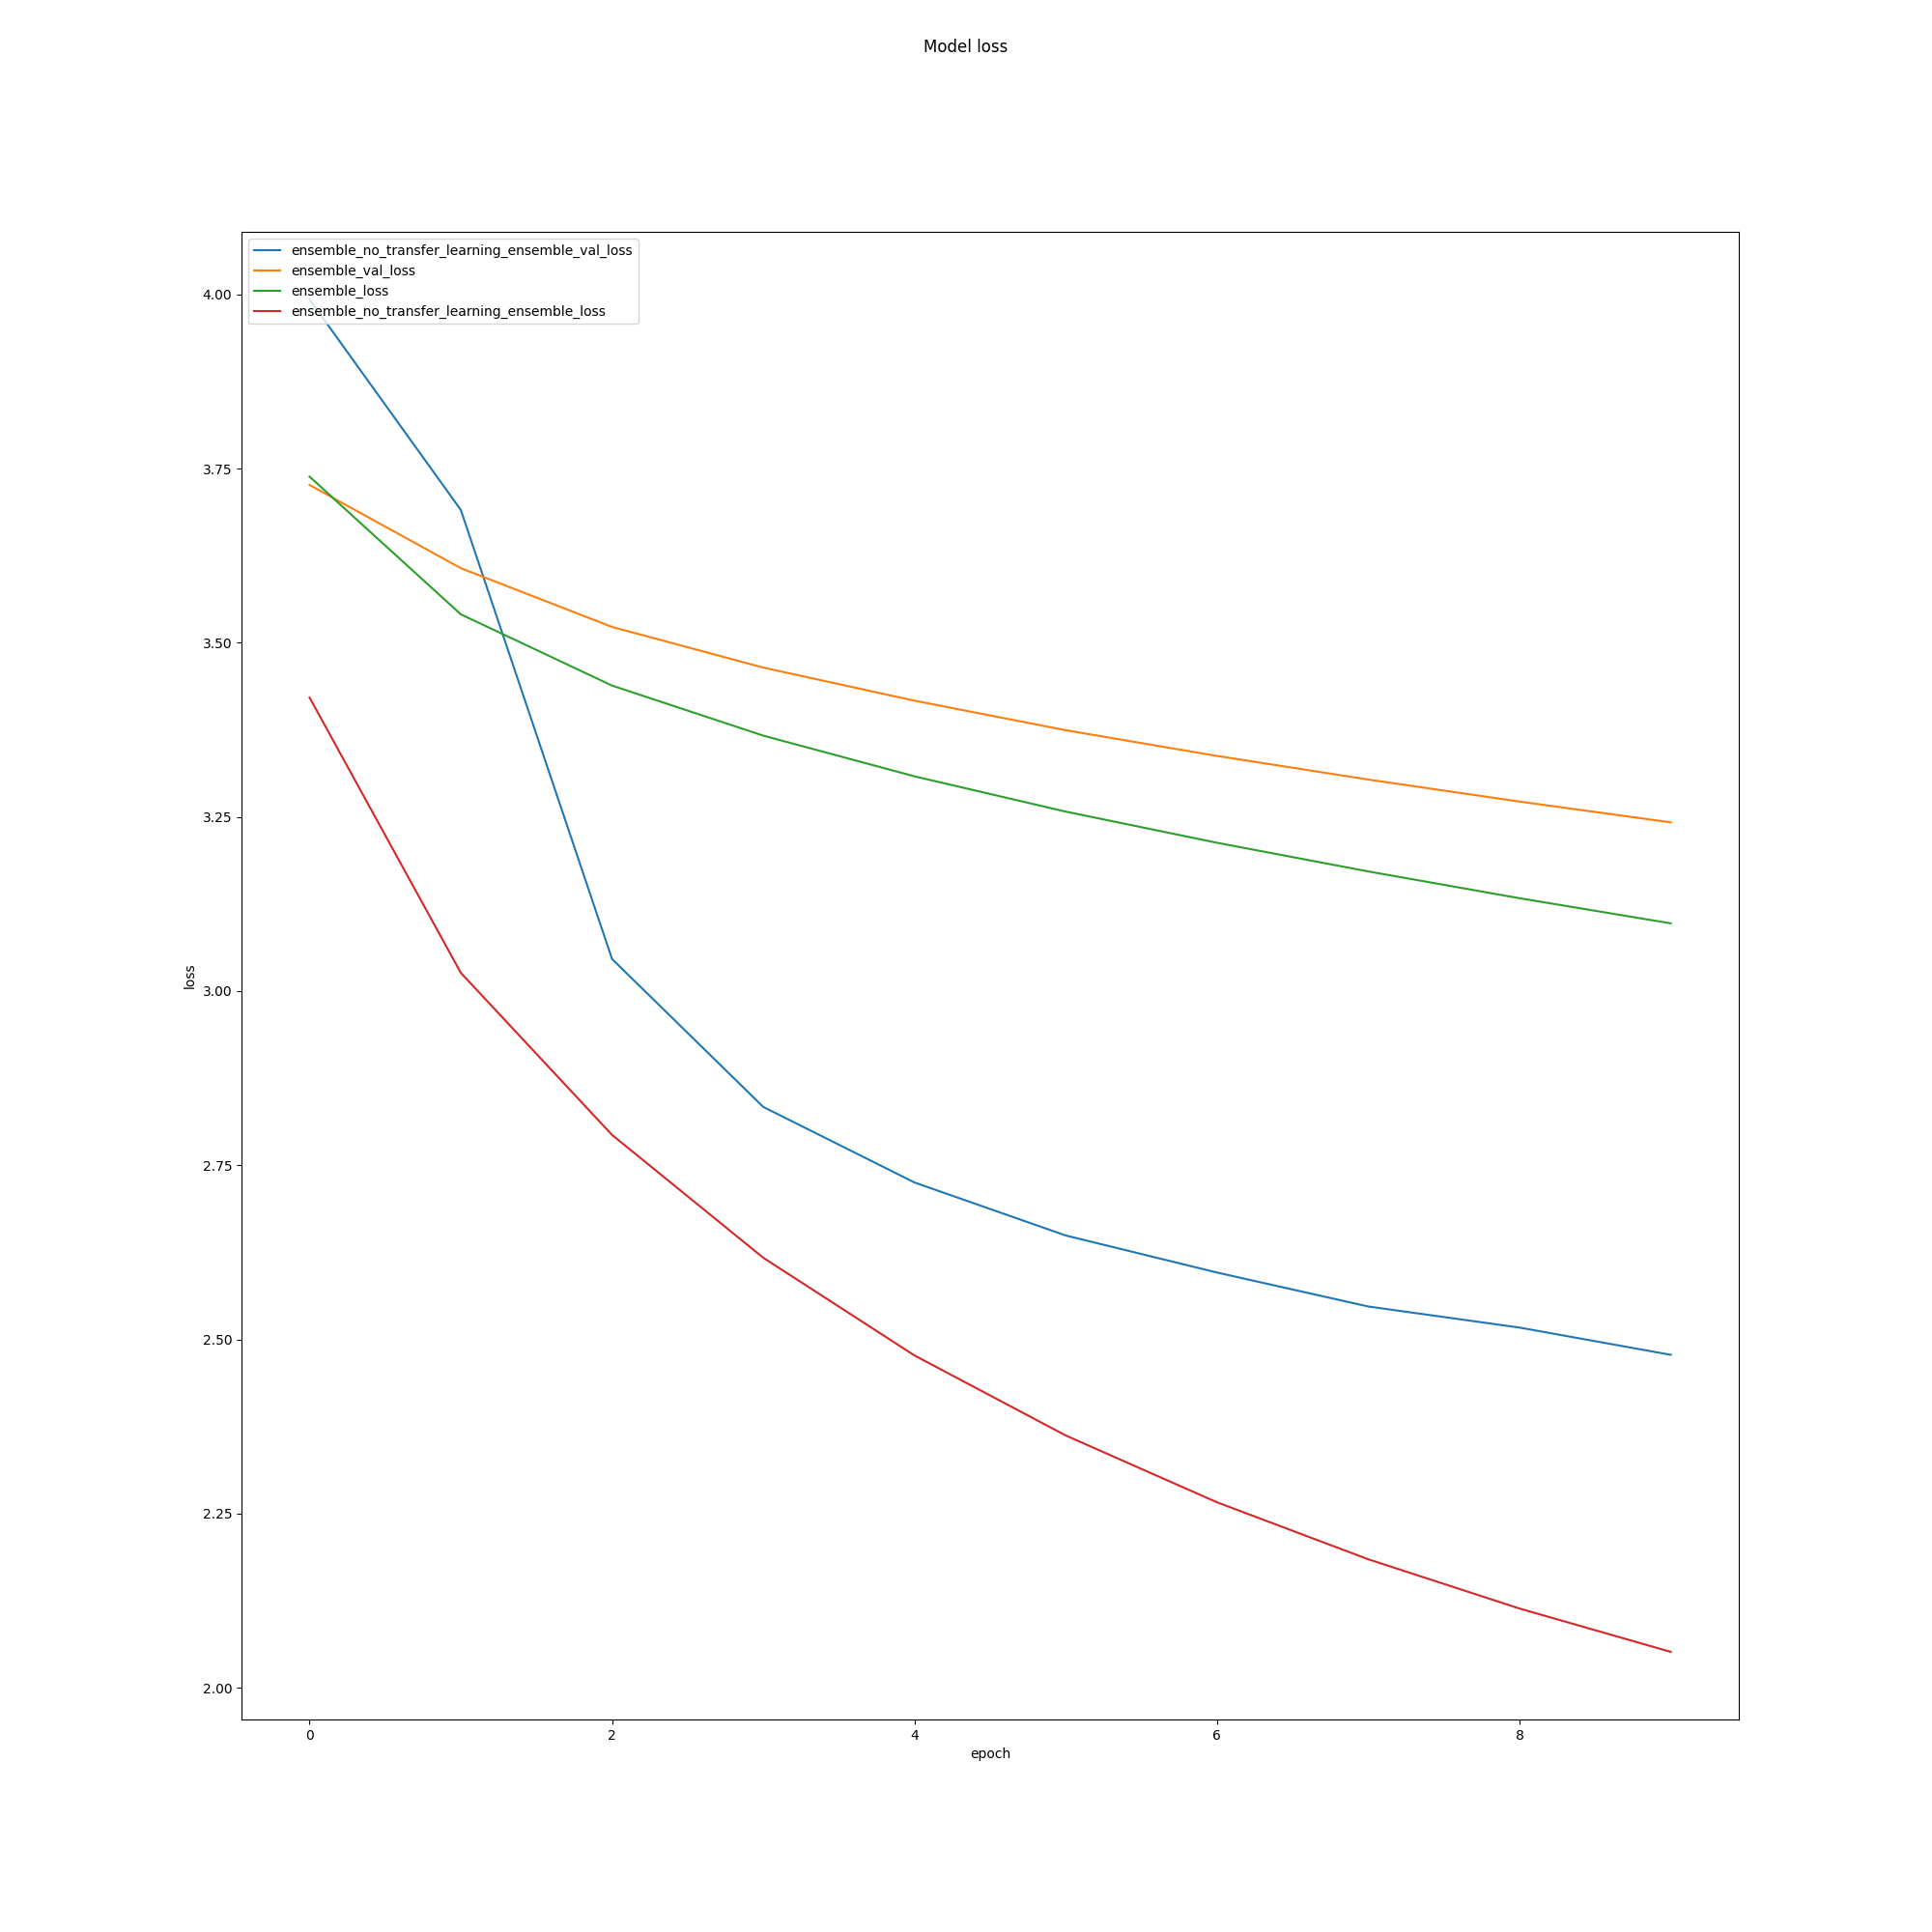 Model loss
ensemble_no_transfer_learning_ensemble_val_loss
ensemble_val_loss
ensemble_loss
ensemble_no_transfer_learning_ensemble_loss
4.00
3.75
3.50
3.25
3.00
2.75
2.50
2.25
2.00
loss
0 2 4 6 8
epoch